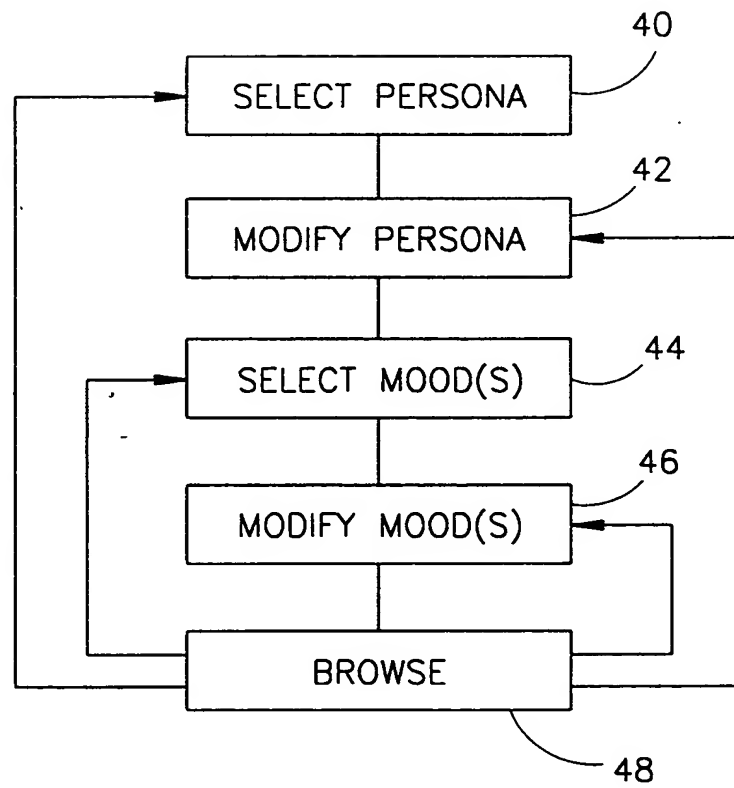 40
SELECT PERSONA
42
MODIFY PERSONA
44
SELECT MOOD(S)
46
MODIFY MOOD(S)
BROWSE
48